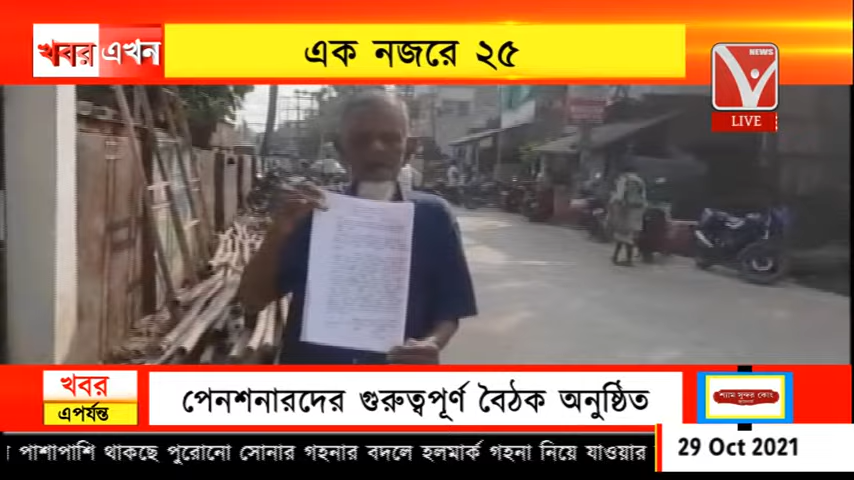 খবর এখন
এক নজরে ২৫
NEWS
V
LIVE
খবর
এপর্যন্ত
পেনশনারদের গুরুত্বপূর্ণ বৈঠক অনুষ্ঠিত
শ্যাম সুন্দর কোং
পাশাপাশি থাকছে পুরোনো সোনার গহনার বদলে হলমার্ক গহনা নিয়ে যাওয়ার
29 Oct 2021